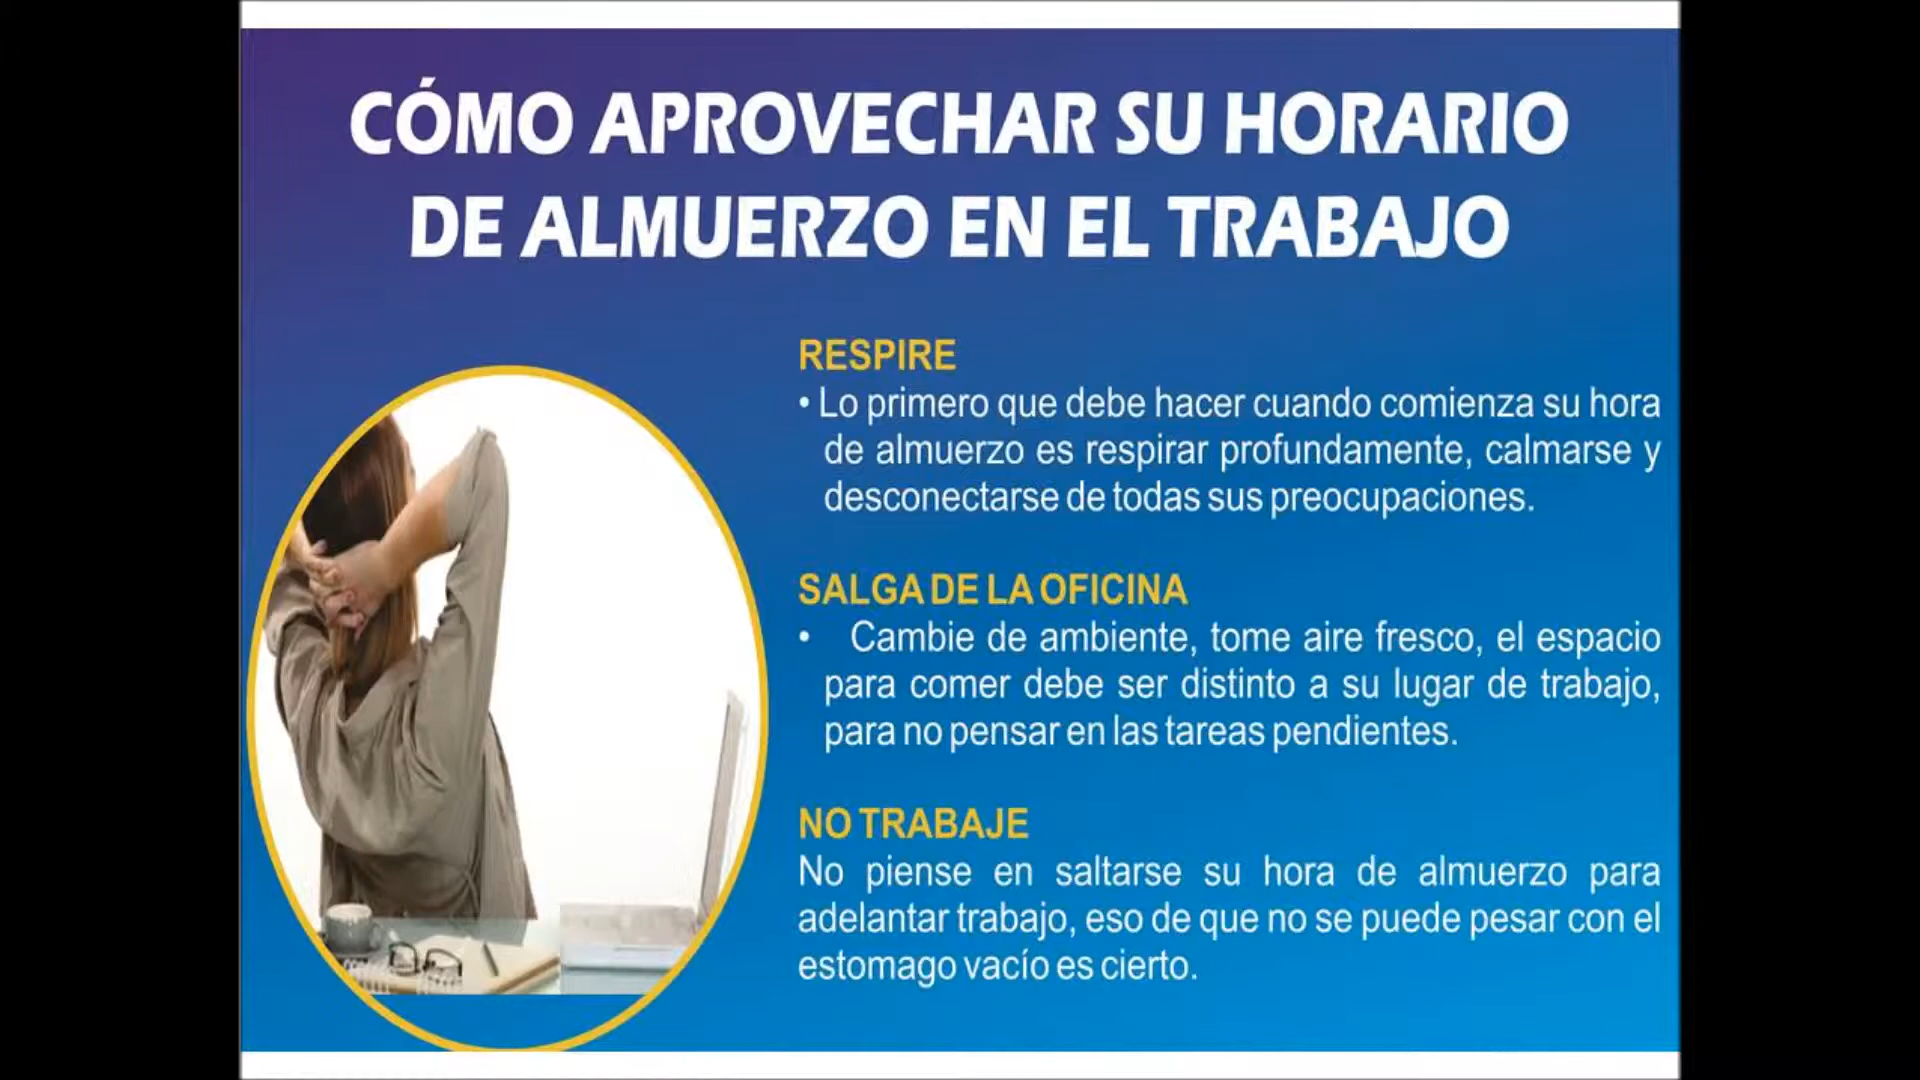 CÓMO APROVECHAR SU HORARIO
DE ALMUERZO EN EL TRABAJO
RESPIRE
• Lo primero que debe hacer cuando comienza su hora
de almuerzo es respirar profundamente, calmarse y
desconectarse de todas sus preocupaciones.
SALGA DE LA OFICINA
• Cambie de ambiente, tome aire fresco, el espacio
para comer debe ser distinto a su lugar de trabajo,
para no pensar en las tareas pendientes.
NO TRABAJE
No piense en saltarse su hora de almuerzo para
adelantar trabajo, eso de que no se puede pesar con el
estomago vacío es cierto.